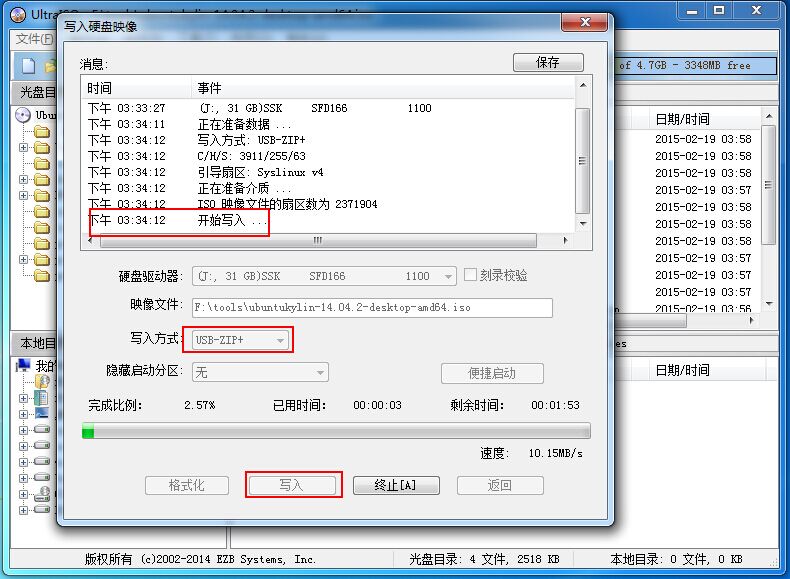 写入硬盘映像
文件(F)
of 4.7GB - 3348MB free
消息:
保存
光盘目
时间 事件
日期/时间
下午 03:33:27 (J:, 31 GB)SSK SFD166 1100
下午 03:34:11 正在准备数据 ...
下午 03:34:12 写入方式: USB-ZIP+
下午 03:34:12 C/H/S: 3911/255/63
下午 03:34:12 引导扇区: Syslinux v4
下午 03:34:12 正在准备介质 ...
下午 03:34:12 ISO 映像文件的扇区数为 2371904
下午 03:34:12 开始写入 ...
Ubu
2015-02-19 03:58
2015-02-19 03:58
2015-02-19 03:58
2015-02-19 03:57
2015-02-19 03:58
2015-02-19 03:58
2015-02-19 03:57
2015-02-19 03:58
2015-02-19 03:57
2015-02-19 03:57
2015-02-19 03:56
硬盘驱动器: (J:, 31 GB)SSK SFD166 1100 刻录校验
映像文件: F:\tools\ubuntukylin-14.04.2-desktop-amd64.iso
写入方式: USB-ZIP+
隐藏启动分区: 无 便捷启动
本地目
es
我的
日期/时间
完成比例: 2.57% 已用时间: 00:00:03 剩余时间: 00:01:53
速度: 10.15MB/s
格式化 写入 终止[A] 返回
版权所有 (c)2002-2014 EZB Systems, Inc. 光盘目录: 4 文件, 2518 KB 本地目录: 0 文件, 0 KB